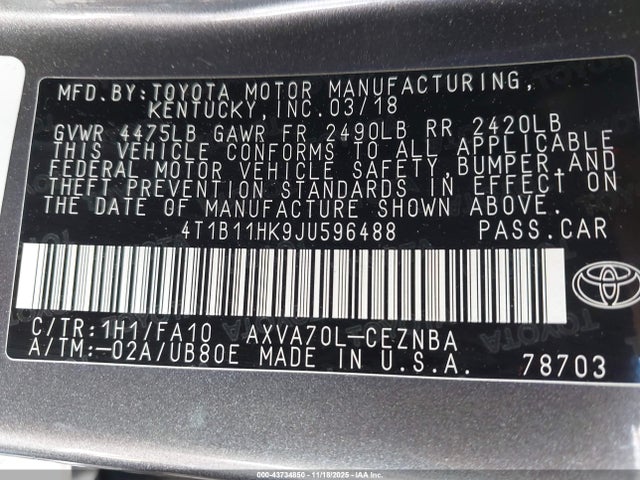 MFD.BY:TOYOTA MOTOR MANUFACTURING,
KENTUCKY,INC.03/18
GVWR 4475LB GAWR FR 2490LB RR 2420LB
THIS VEHICLE CONFORMS TO ALL APPLICABLE
FEDERAL MOTOR VEHICLE SAFETY,BUMPER,AND
THEFT PREVENTION STANDARDS IN EFFECT ON
THE DATE OF MANUFACTURE SHOWN ABOVE.
4T1B11HK9JU596488 PASS.CAR
C/TR:1H1/FA10 AXVA70L-CEZNBA
A/TM:-02A/UB80E MADE IN U.S.A.
78703
TOYOTA
000-43734850 | 11/18/2025 - IAA